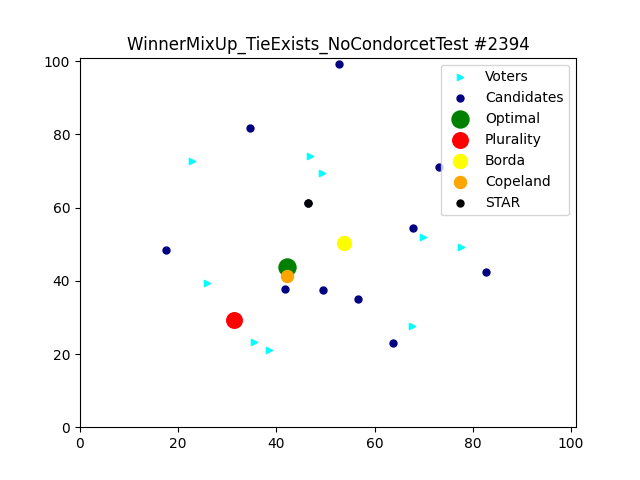 WinnerMixUp_TieExists_NoCondorcetTest #2394
Voters
Candidates
Optimal
Plurality
Borda
Copeland
STAR
100
80
60
40
20
0
0 20 40 60 80 100